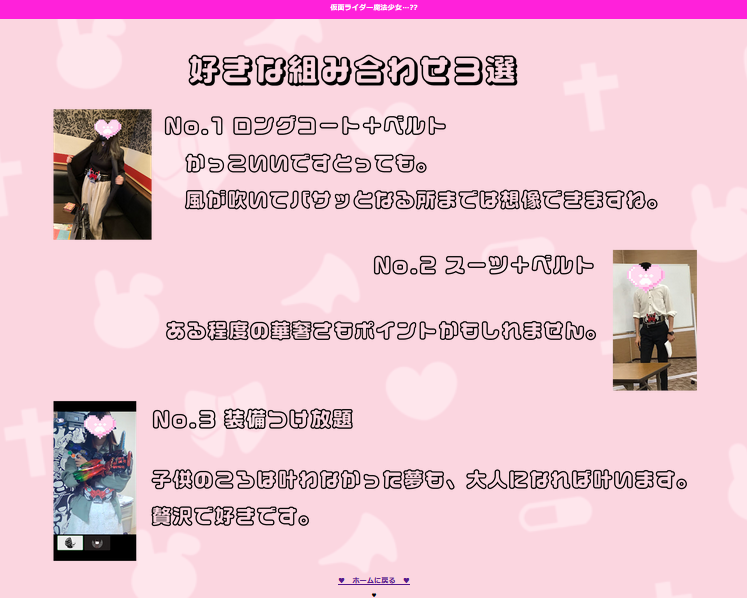 仮面ライダー魔法少女…??
好きな組み合わせ3選
No.1 ロングコート+ベルト
かっこいいですとっても。
風が吹いてバサッとなる所までは想像できますね。
No.2 スーツ+ベルト
ある程度の華奢さもポイントかもしれません。
No.3 装備つけ放題
子供のころは叶わなかった夢も、大人になれば叶います。
贅沢で好きです。
♥ ホームに戻る ♥
♥